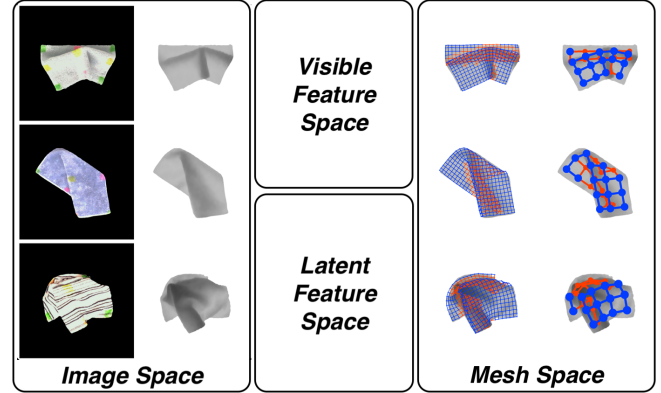 Visible
Feature
Space
Latent
Feature
Space
Image Space
Mesh Space